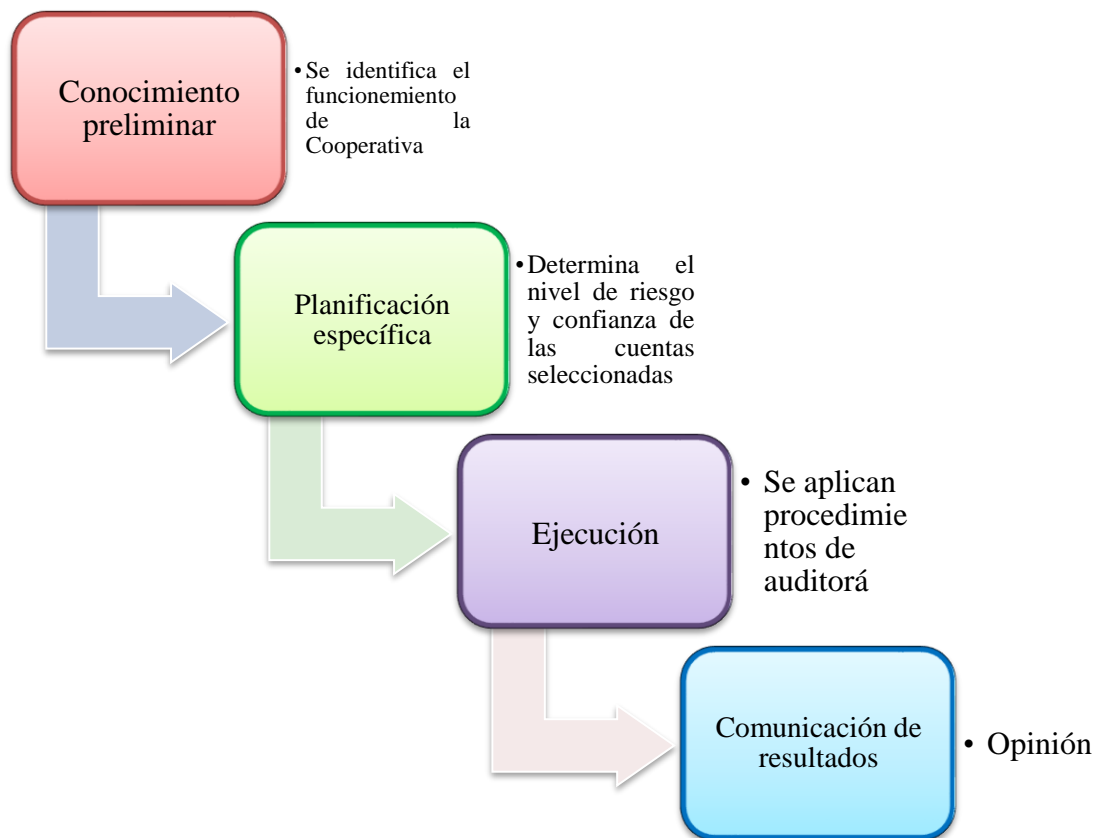 Conocimiento
preliminar
• Se identifica el
funcionemiento
de la
Cooperativa
Planificación
específica
• Determina el
nivel de riesgo
y confianza de
las cuentas
seleccionadas
Ejecución
• Se aplican
procedimie
ntos de
auditorá
Comunicación de
resultados
• Opinión